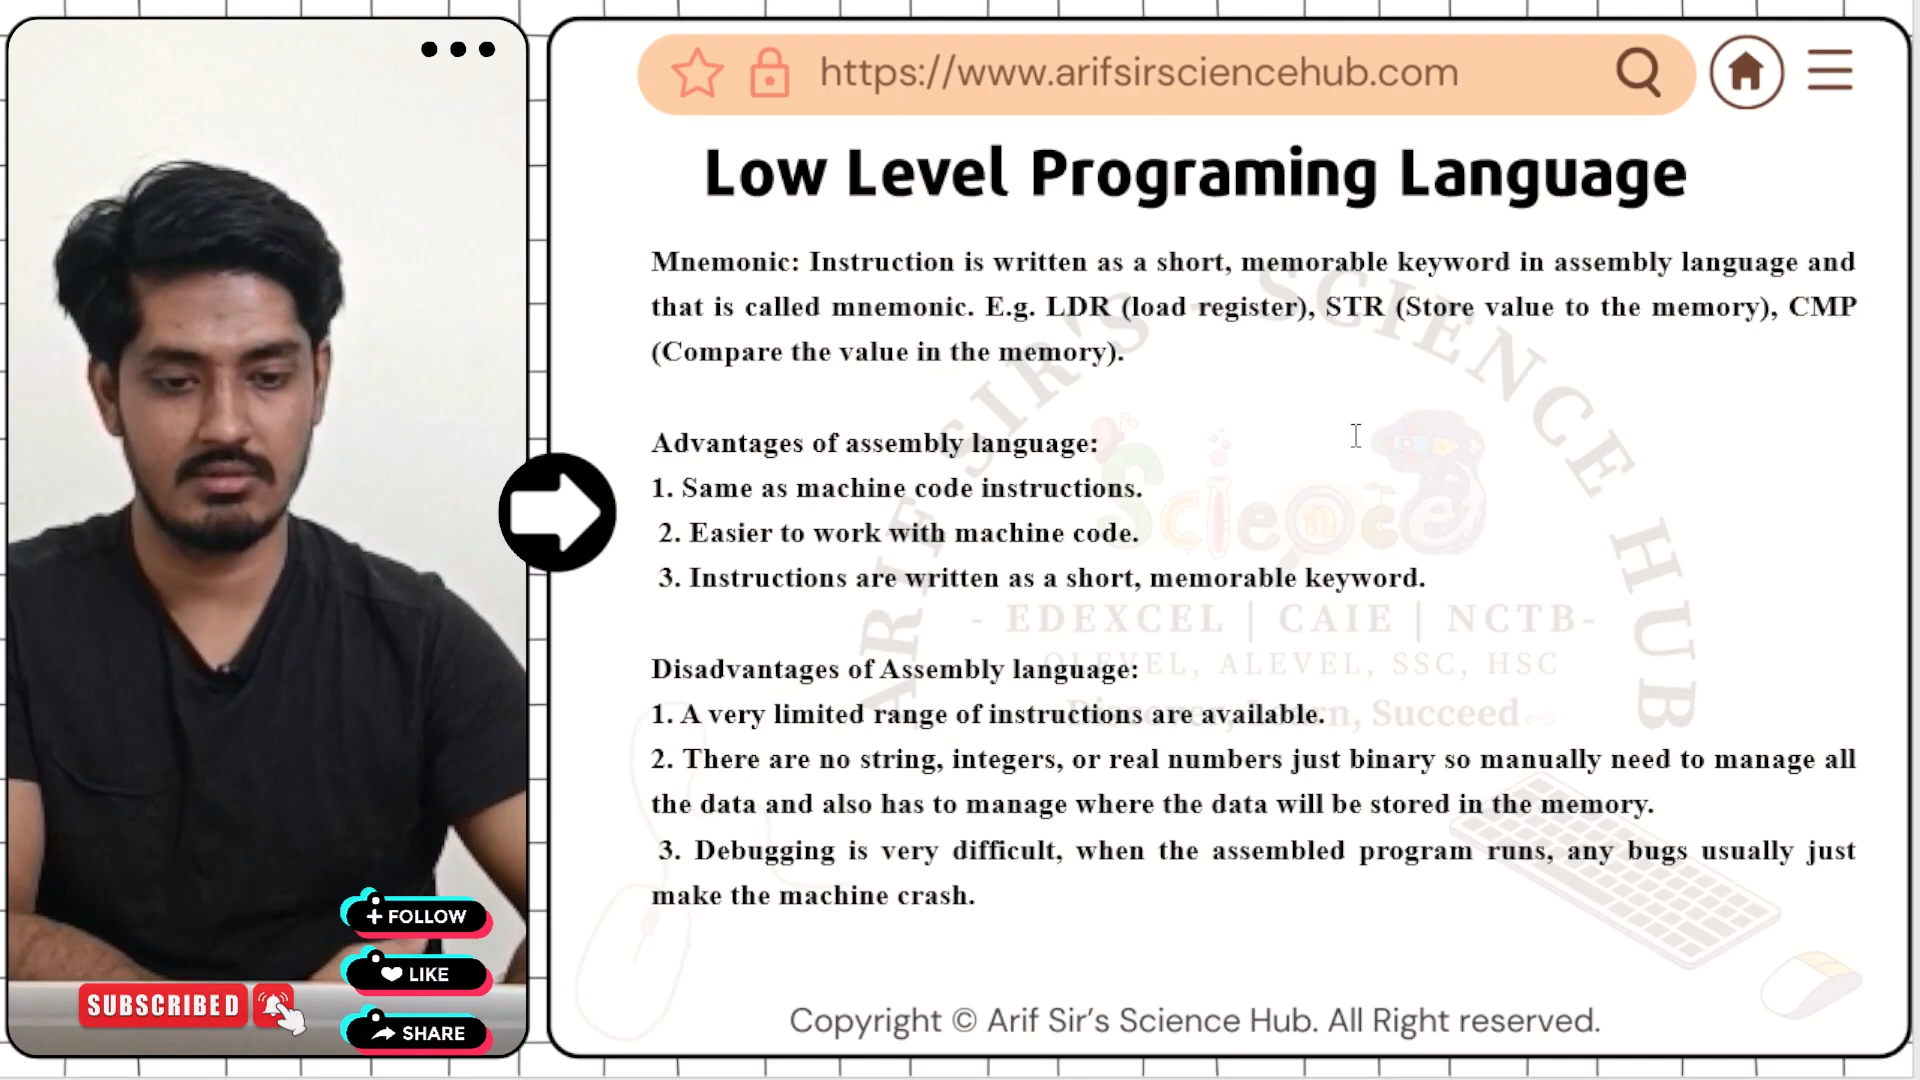 https://www.arifsirsciencehub.com
Low Level Programing Language
Mnemonic: Instruction is written as a short, memorable keyword in assembly language and
that is called mnemonic. E.g. LDR (load register), STR (Store value to the memory), CMP
(Compare the value in the memory).
Advantages of assembly language:
1. Same as machine code instructions.
2. Easier to work with machine code.
3. Instructions are written as a short, memorable keyword.
Disadvantages of Assembly language:
1. A very limited range of instructions are available.
2. There are no string, integers, or real numbers just binary so manually need to manage all
the data and also has to manage where the data will be stored in the memory.
3. Debugging is very difficult, when the assembled program runs, any bugs usually just
make the machine crash.
Copyright © Arif Sir's Science Hub. All Right reserved.
ARIF SIR'S - SCIENCE HUB
Science
- EDEXCEL | CAIE | NCTB-
OLEVEL, ALEVEL, SSC, HSC
Succeed
+ FOLLOW
LIKE
SHARE
SUBSCRIBED